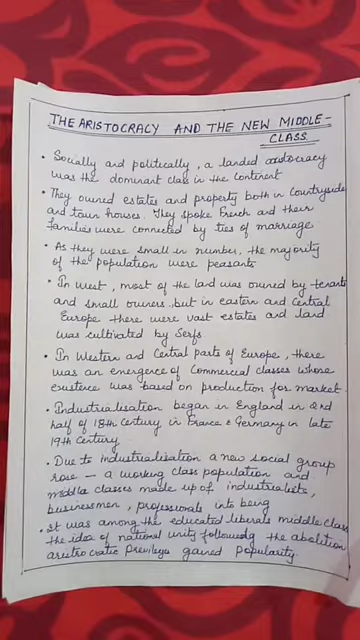 THE ARISTOCRACY AND THE NEW MIDDLE-
CLASS
• Socially and politically, a landed aristocracy
was the dominant class in the continent
• They owned estates and property both in Countryside
and town houses. They spoke French and their
families were connected by ties of marriage.
• As they were small in number, the majority
of the population were peasants
• In West, most of the land was owned by tenants
and small owners, but in eastern and Central
Europe there were vast estates and land
was cultivated by Serfs
• In Western and Central parts of Europe, there
was an emergence of Commercial classes whose
existence was based on production for market.
• Industrialisation began in England in 2nd
half of 18th Century in France & Germany in late
19th Century
• Due to industrialisation a new social group
rose – a working class population and
middle classes made up of industrialists,
businessmen, professionals into being
• It was among the educated liberals middle class
the idea of national unity following the abolition
aristrocratic previleges gained popularity.